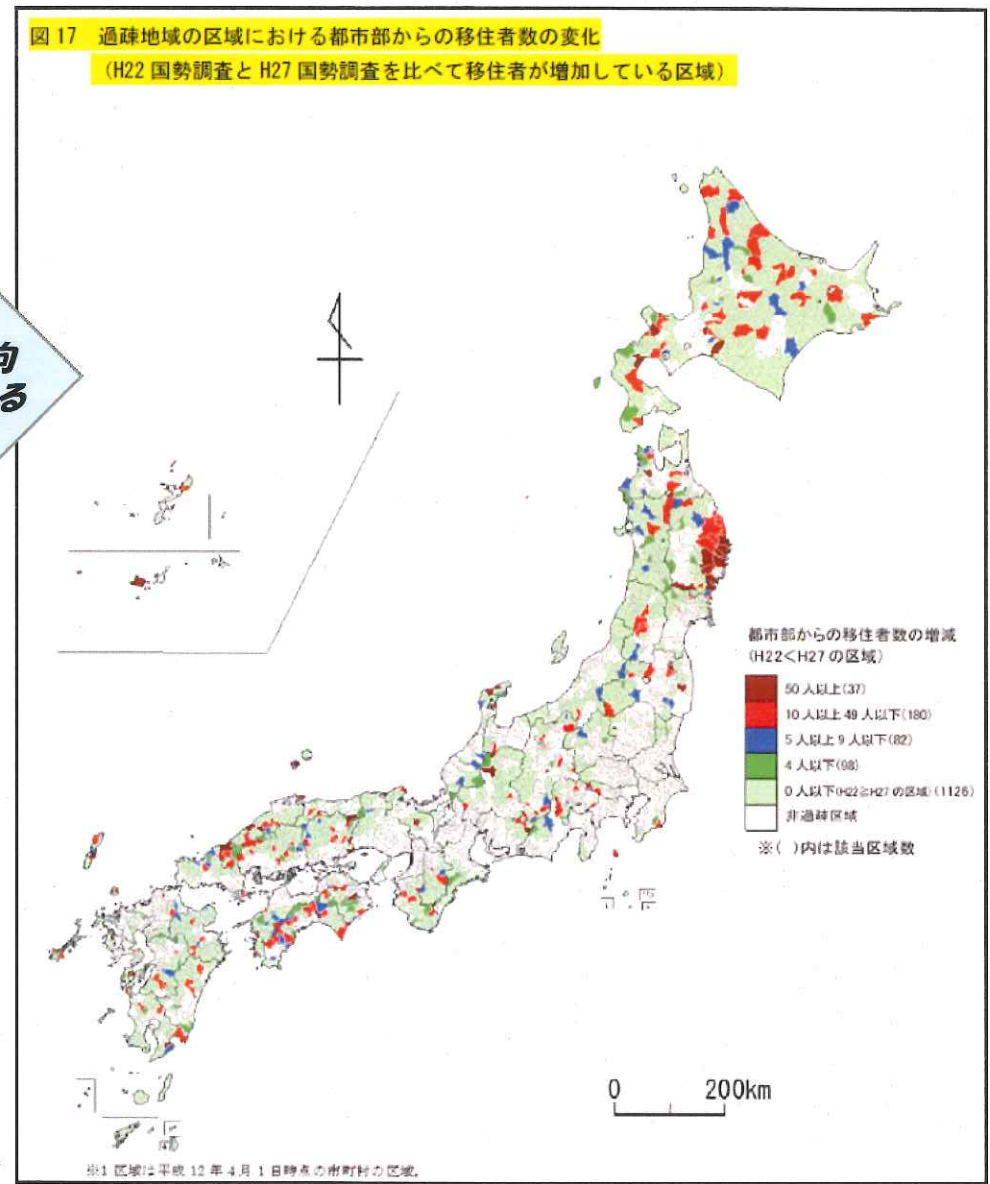 図17 過疎地域の区域における都市部からの移住者数の変化
(H22 国勢調査と H27 国勢調査を比べて移住者が増加している区域)
向
る
都市部からの移住者数の増減
(H22<H27 の区域)
50 人以上(37)
10 人以上 49 人以下(180)
5 人以上 9 人以下(82)
4 人以下(98)
0 人以下(H22≧H27 の区域)(1126)
非過疎区域
※( )内は該当区域数
0 200km
※1 区域は平成 12 年 4 月 1 日時点の市町村の区域。